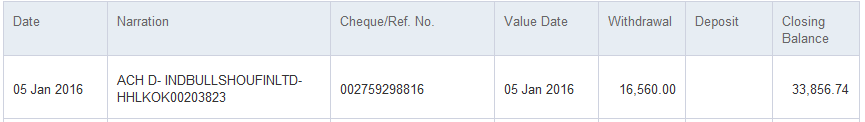 Date Narration Cheque/Ref. No. Value Date Withdrawal Deposit Closing
Balance
05 Jan 2016 ACH D- INDBULLSHOUFINLTD-
HHLKOK00203823 002759298816 05 Jan 2016 16,560.00 33,856.74